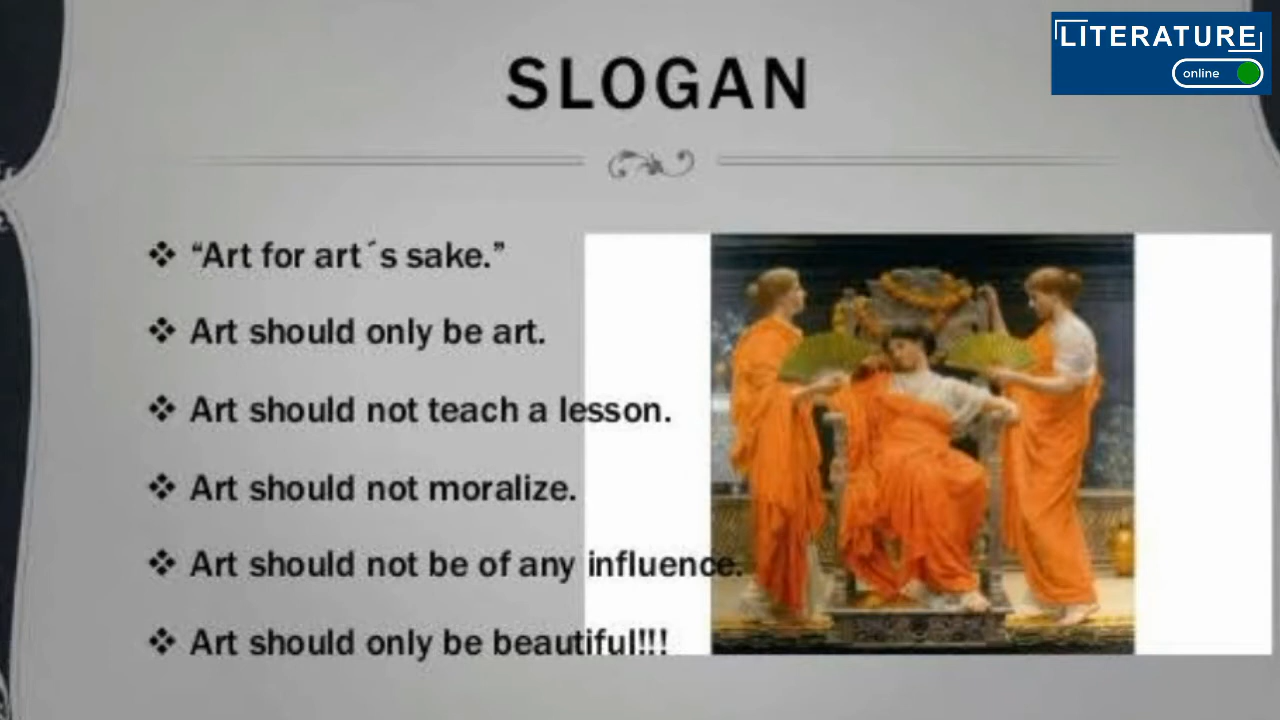 LITERATURE
online
SLOGAN
“Art for art´s sake.”
Art should only be art.
Art should not teach a lesson.
Art should not moralize.
Art should not be of any influence.
Art should only be beautiful!!!